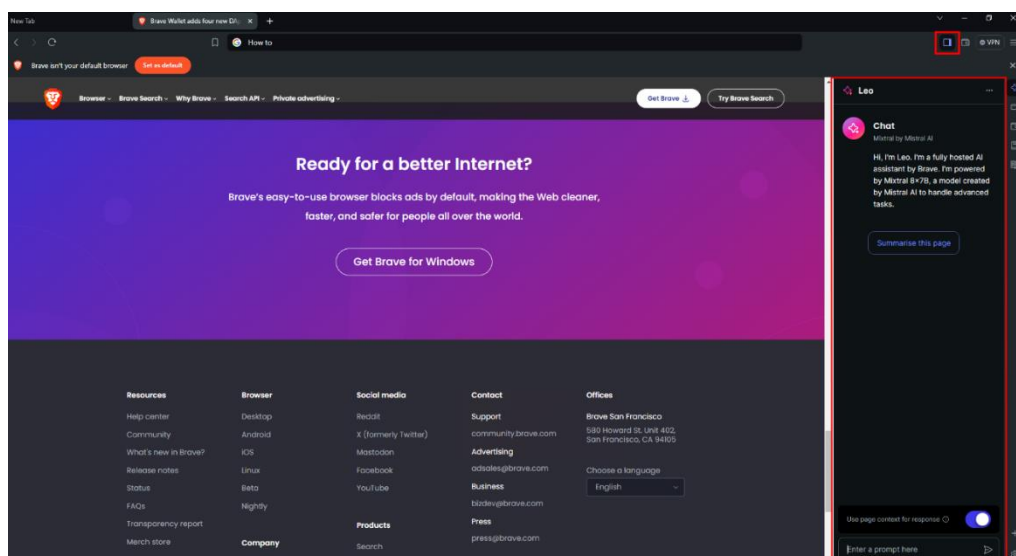 New Tab
Brave Wallet adds four new DA
How to
VPN
Brave isn't your default browser
Set as default
Browser
Brave Search
Why Brave
Search API
Private advertising
Get Brave
Try Brave Search
Ready for a better Internet?
Brave's easy-to-use browser blocks ads by default, making the Web cleaner,
faster, and safer for people all over the world.
Get Brave for Windows
Resources
Help center
Community
What's new in Brave?
Release notes
Status
FAQs
Transparency report
Merch store
Browser
Desktop
Android
iOS
Linux
Beta
Nightly
Company
Social media
Reddit
X (formerly Twitter)
Mastodon
Facebook
YouTube
Products
Search
Contact
Support
community.brave.com
Advertising
adsales@brave.com
Business
bizdev@brave.com
Press
press@brave.com
Offices
Brave San Francisco
580 Howard St. Unit 402,
San Francisco, CA 94105
Choose a language
English
Leo
Chat
Mixtral by Mistral AI
Hi, I'm Leo. I'm a fully hosted AI
assistant by Brave. I'm powered
by Mixtral 8×7B, a model created
by Mistral AI to handle advanced
tasks.
Summarise this page
Use page context for response
Enter a prompt here